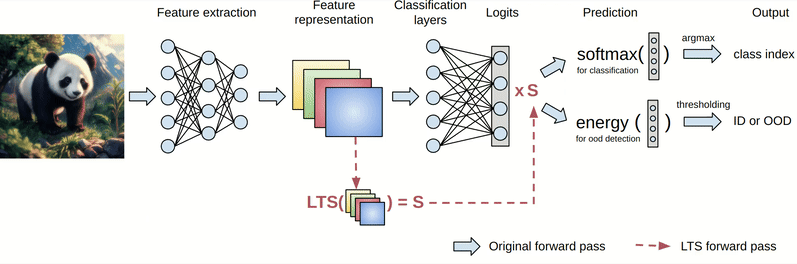 Feature extraction
Feature
representation
Classification
layers
Logits
Prediction
Output
x S
softmax( )
for classification
argmax
class index
energy ( )
for ood detection
thresholding
ID or OOD
LTS( ) = S
Original forward pass
LTS forward pass